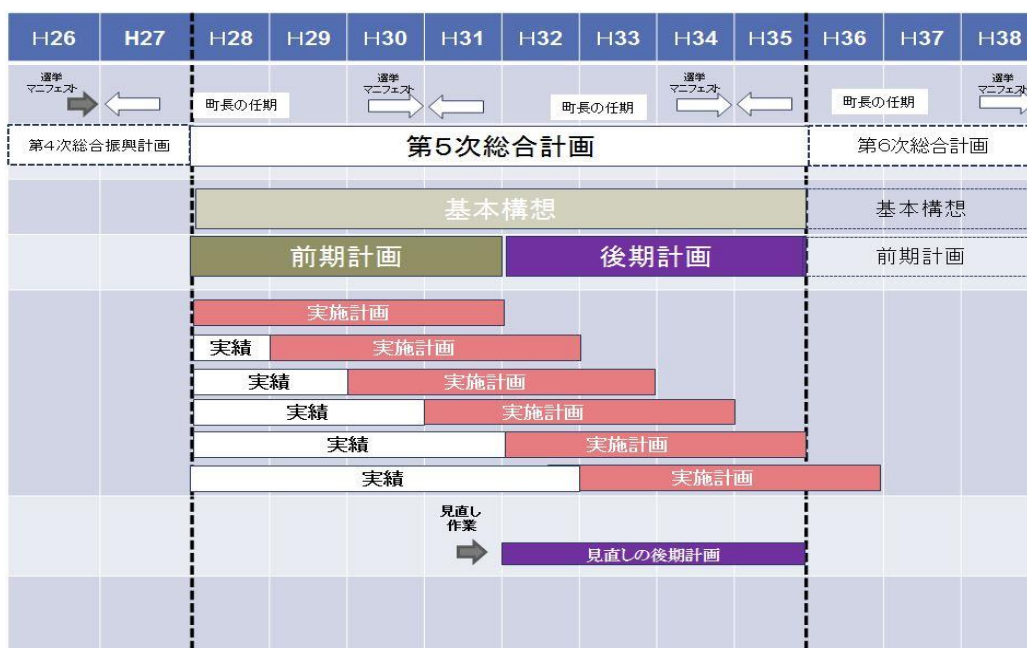 H26 H27 H28 H29 H30 H31 H32 H33 H34 H35 H36 H37 H38
選挙
マニフェスト
町長の任期
選挙
マニフェスト
町長の任期
選挙
マニフェスト
町長の任期
選挙
マニフェスト
第4次総合振興計画 第5次総合計画 第6次総合計画
基本構想 基本構想
前期計画 後期計画 前期計画
実施計画
実績 実施計画
実績 実施計画
実績 実施計画
実績 実施計画
実績 実施計画
見直し
作業
見直しの後期計画